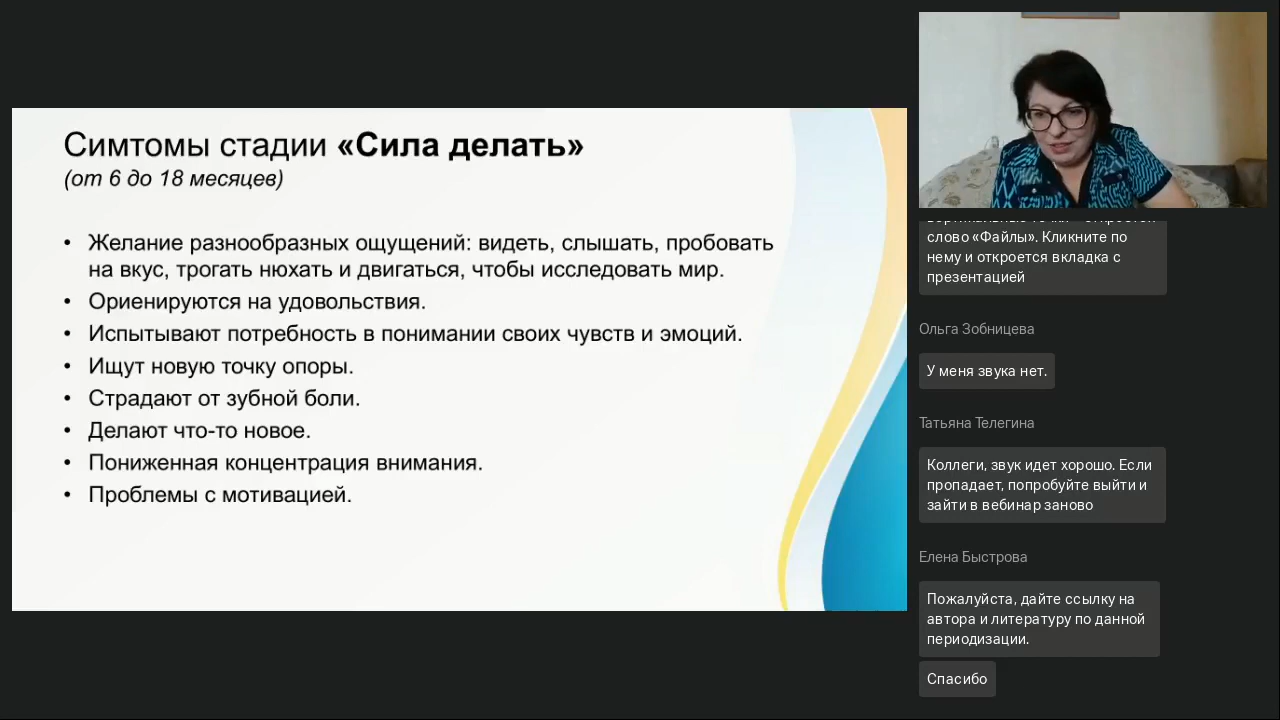 Симтомы стадии «Сила делать»
(от 6 до 18 месяцев)
• Желание разнообразных ощущений: видеть, слышать, пробовать
на вкус, трогать нюхать и двигаться, чтобы исследовать мир.
• Ориенируются на удовольствия.
• Испытывают потребность в понимании своих чувств и эмоций.
• Ищут новую точку опоры.
• Страдают от зубной боли.
• Делают что-то новое.
• Пониженная концентрация внимания.
• Проблемы с мотивацией.
слово «Файлы». Кликните по
нему и откроется вкладка с
презентацией
Ольга Зобницева
У меня звука нет.
Татьяна Телегина
Коллеги, звук идет хорошо. Если
пропадает, попробуйте выйти и
зайти в вебинар заново
Елена Быстрова
Пожалуйста, дайте ссылку на
автора и литературу по данной
периодизации.
Спасибо